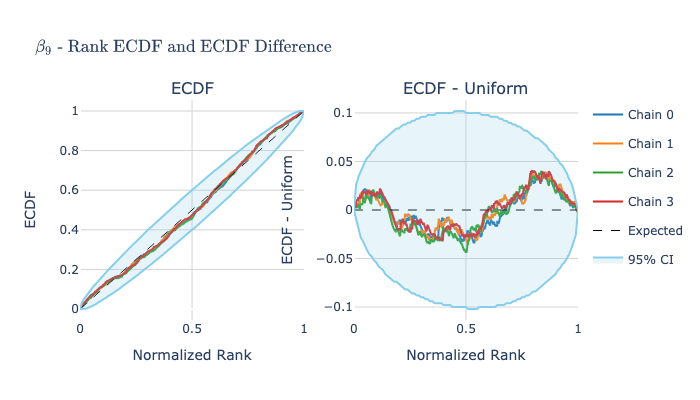 β₉ - Rank ECDF and ECDF Difference
ECDF
ECDF - Uniform
1
0.8
0.6
0.4
0.2
0
0
0.5
1
ECDF
Normalized Rank
0.1
0.05
0
−0.05
−0.1
0
0.5
1
ECDF - Uniform
Normalized Rank
Chain 0
Chain 1
Chain 2
Chain 3
Expected
95% CI